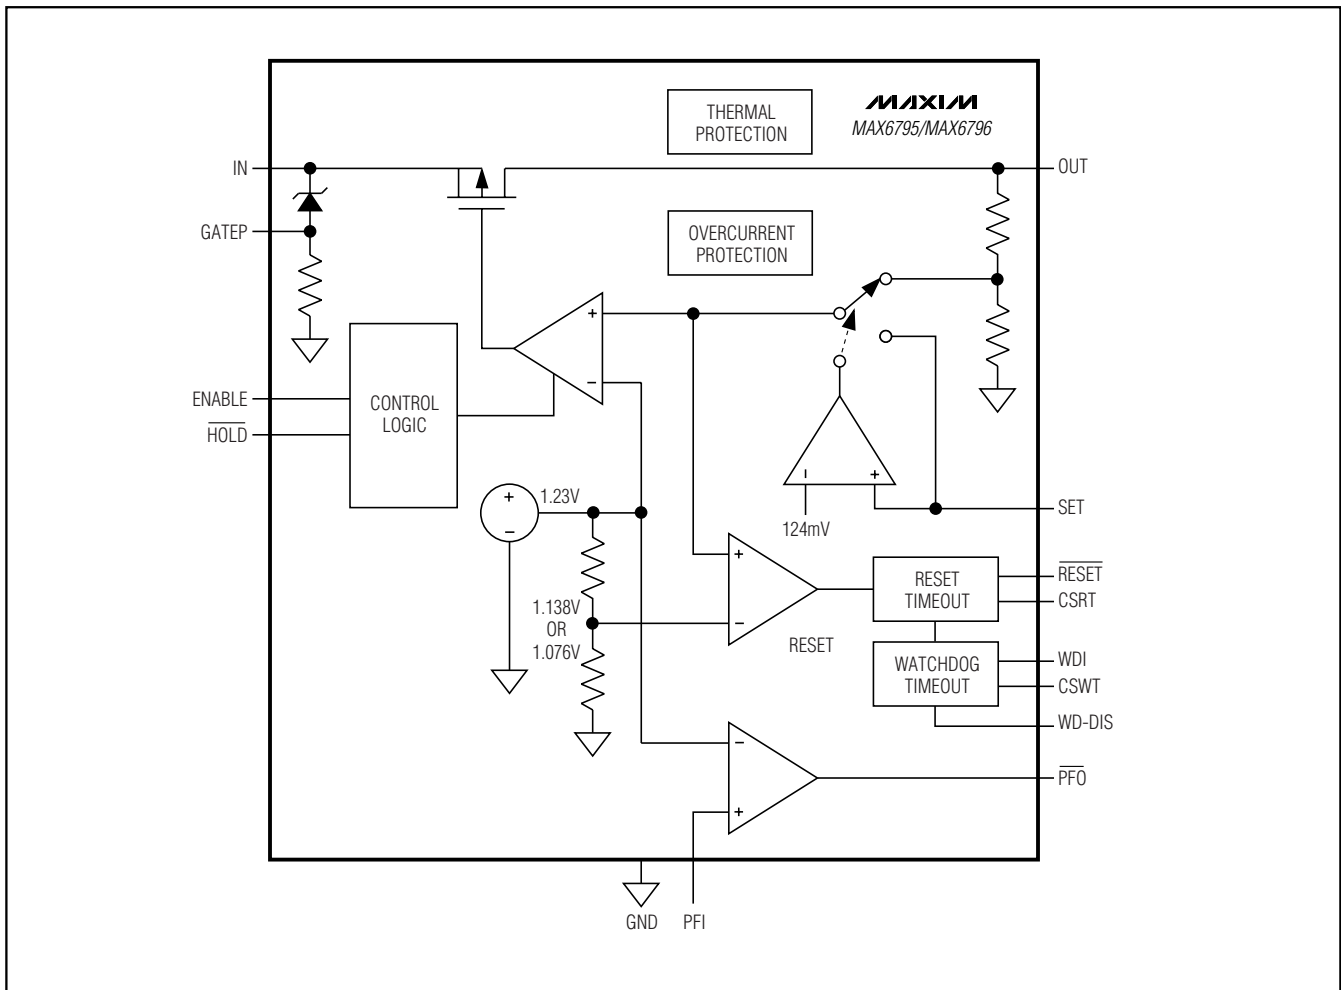 THERMAL
PROTECTION
MAXIM
MAX6795/MAX6796
IN
OUT
GATEP
OVERCURRENT
PROTECTION
+
−
ENABLE
HOLD
CONTROL
LOGIC
+
−
1.23V
−
+
124mV
SET
+
−
RESET
RESET
TIMEOUT
RESET
CSRT
1.138V
OR
1.076V
WATCHDOG
TIMEOUT
WDI
CSWT
WD-DIS
−
+
PFO
GND
PFI